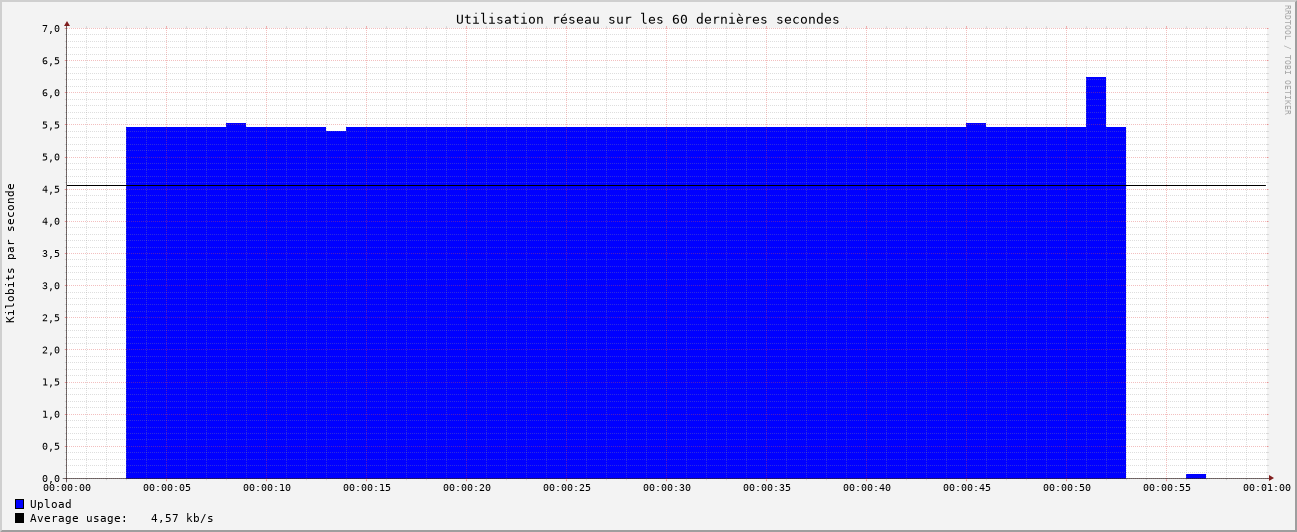 Utilisation réseau sur les 60 dernières secondes
RRDTOOL / TOBI OETIKER
Kilobits par seconde
7,0
6,5
6,0
5,5
5,0
4,5
4,0
3,5
3,0
2,5
2,0
1,5
1,0
0,5
0,0
00:00:00 00:00:05 00:00:10 00:00:15 00:00:20 00:00:25 00:00:30 00:00:35 00:00:40 00:00:45 00:00:50 00:00:55 00:01:00
Upload
Average usage: 4,57 kb/s